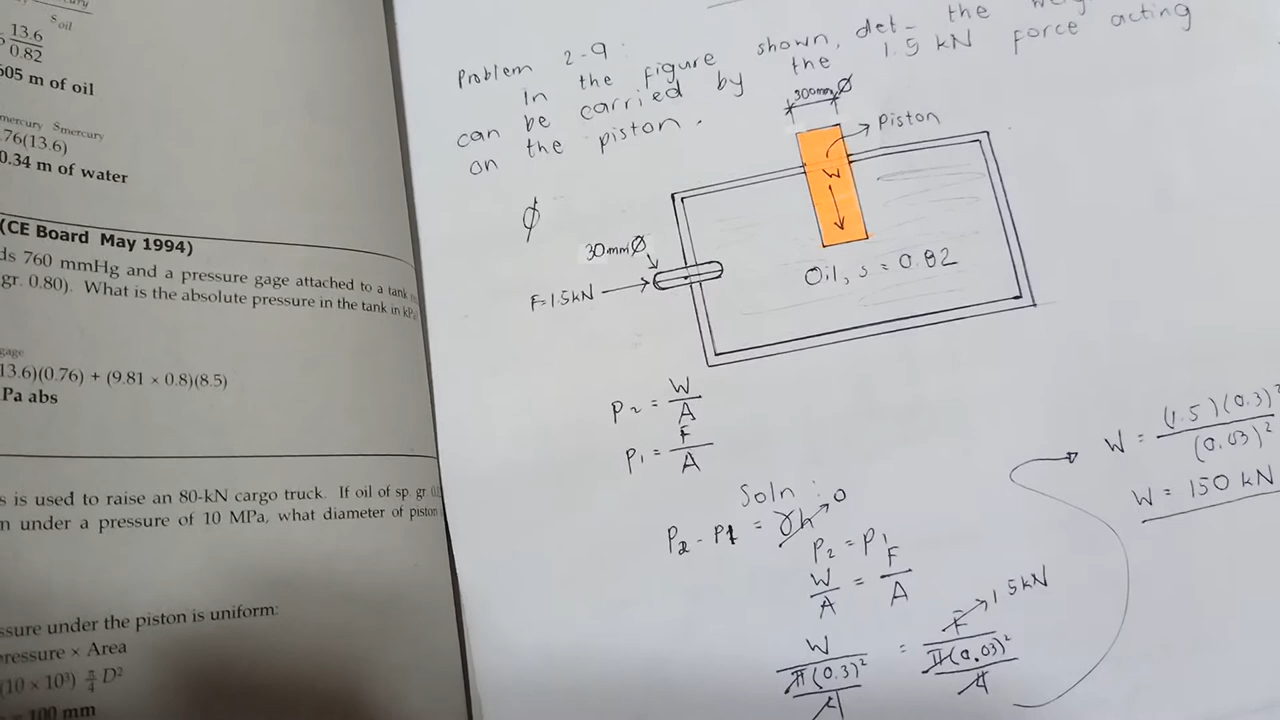 S oil
13.6
0.82
605 m of oil
mercury Smercury
.76(13.6)
0.34 m of water
(CE Board May 1994)
ds 760 mmHg and a pressure gage attached to a tank
gr. 0.80). What is the absolute pressure in the tank in kPa
gage
13.6)(0.76) + (9.81 × 0.8)(8.5)
Pa abs
s is used to raise an 80-kN cargo truck. If oil of sp. gr
n under a pressure of 10 MPa, what diameter of piston
ssure under the piston is uniform:
pressure × Area
(10 × 10³) π/4 D²
= 100 mm
Problem 2-9:
In the figure shown, det- the
can be carried by the 1.5 kN force acting
on the piston.
300mmØ
Piston
W
Ø
30mmØ
F=1.5kN
Oil, s = 0.82
P2 = W/A
P1 = F/A
Soln :
P2 - P1 = γh → 0
P2 = P1
W/A = F/A
W / (π(0.3)²/4) = F / (π(0.03)²/4)
1.5kN
W = (1.5)(0.3)² / (0.03)²
W = 150 kN